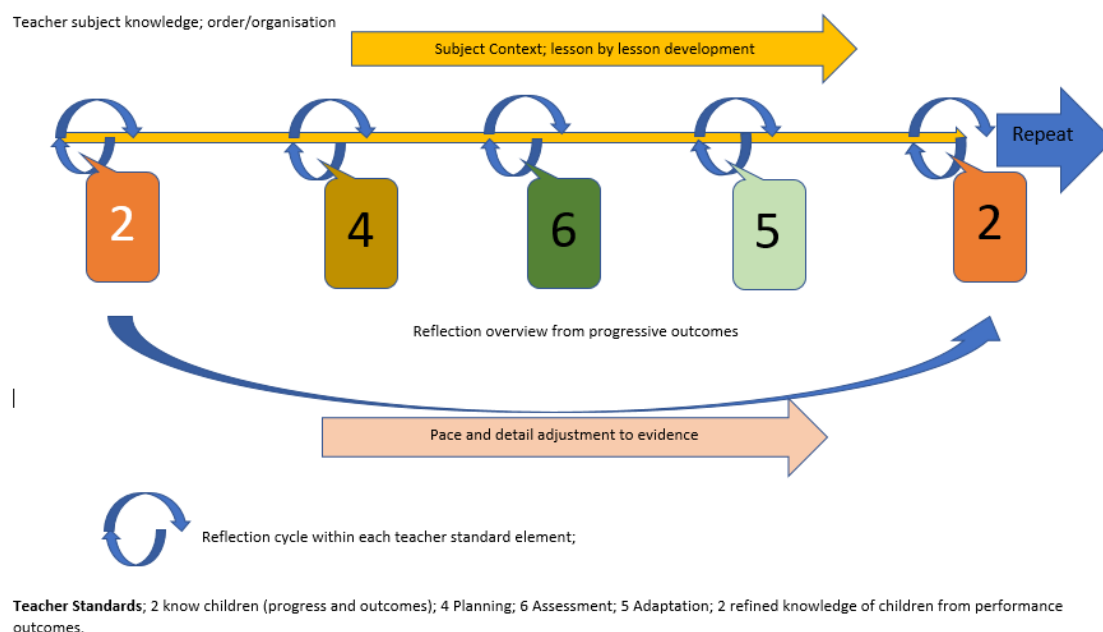 Teacher subject knowledge; order/organisation
Subject Context; lesson by lesson development
Repeat
2
4
6
5
2
Reflection overview from progressive outcomes
Pace and detail adjustment to evidence
Reflection cycle within each teacher standard element;
Teacher Standards; 2 know children (progress and outcomes); 4 Planning; 6 Assessment; 5 Adaptation; 2 refined knowledge of children from performance
outcomes.